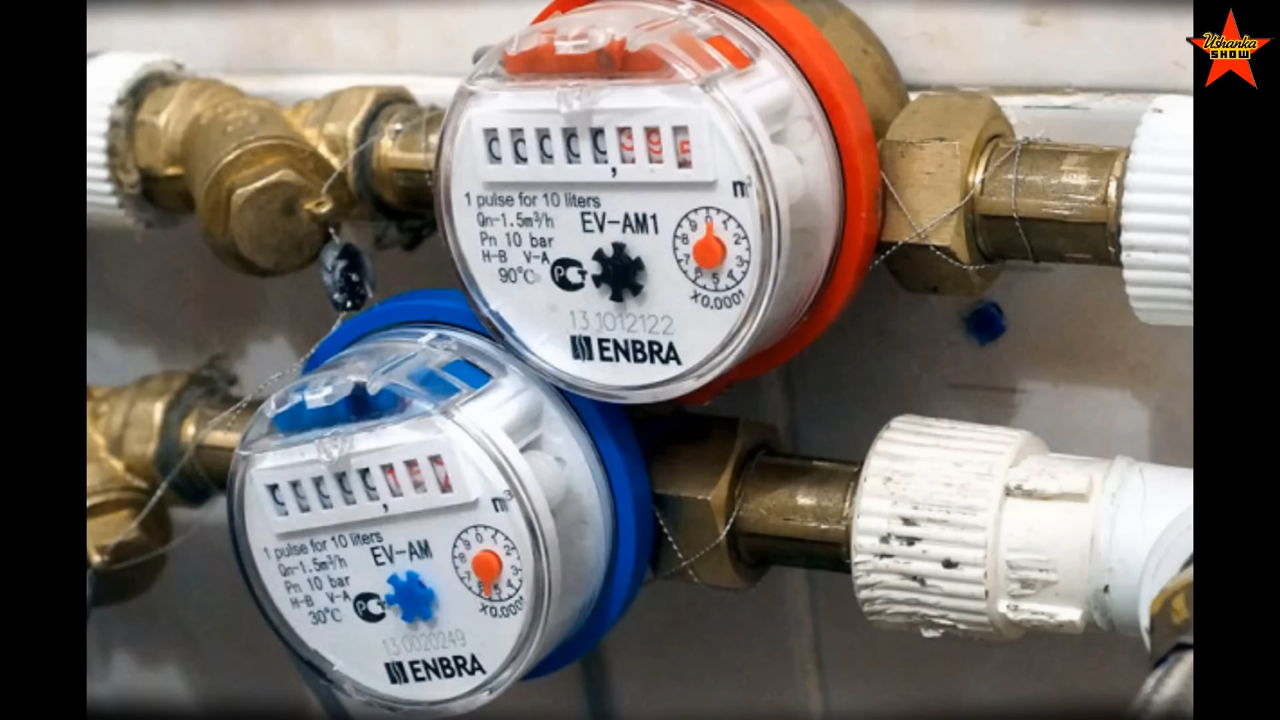 Ushanka
SHOW
m³
1 pulse for 10 liters
Qn-1.5m³/h
EV-AM1
Pn 10 bar
H-B V-A
90°C
X0.0001
13 1012122
ENBRA
m³
1 pulse for 10 liters
Qn-1.5m³/h
EV-AM
Pn 10 bar
H-B V-A
30°C
X0.0001
13 0020249
ENBRA